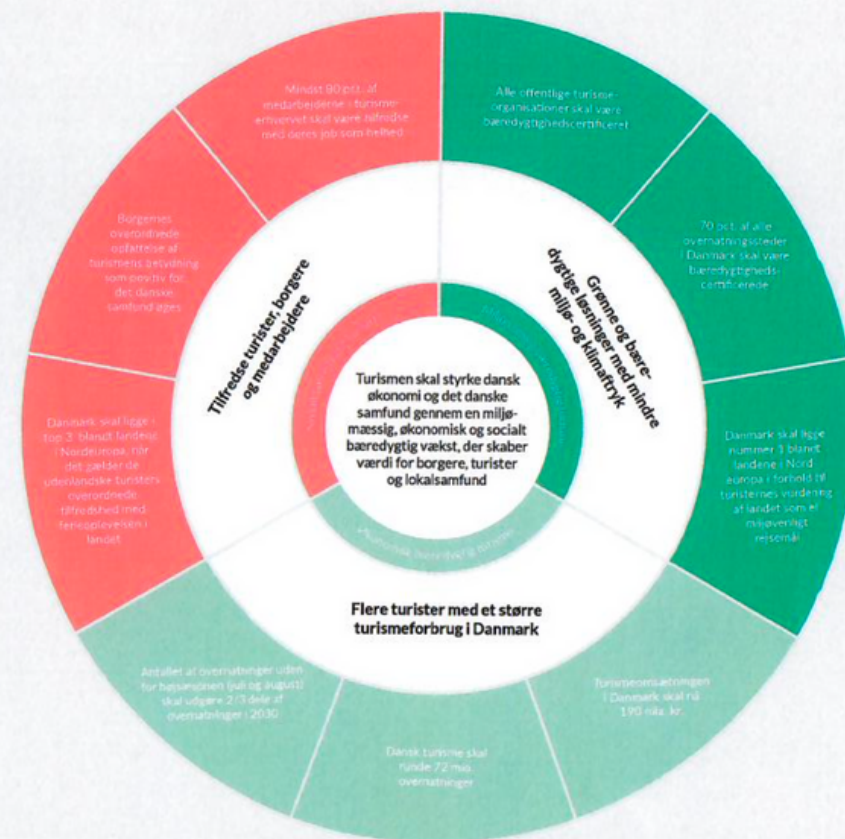 Mindst 80 pct. af
medarbejderne i turisme-
erhvervet skal være tilfredse
med deres job som helhed
Alle offentlige turisme-
organisationer skal være
bæredygtighedscertificeret
Borgernes
overordnede
opfattelse af
turismens betydning
som positiv for
det danske
samfund øges
70 pct. af alle
overnatningssteder
i Danmark skal være
bæredygtigheds-
certificerede
Tilfredse turister, borgere
og medarbejdere
Grønne og bære-
dygtige løsninger med mindre
miljø- og klimaftryk
Turismen skal styrke dansk
økonomi og det danske
samfund gennem en miljø-
mæssig, økonomisk og socialt
bæredygtig vækst, der skaber
værdi for borgere, turister
og lokalsamfund
Danmark skal ligge i
top 3 blandt landene
i Nordeuropa, når
det gælder de
udenlandske turisters
overordnede
tilfredshed med
ferieoplevelsen i
landet
Danmark skal ligge
nummer 1 blandt
landene i Nord
europa i forhold til
turisternes vurdering
af landet som et
miljøvenligt
rejsemål
økonomisk bæredygtig turisme
Flere turister med et større
turismeforbrug i Danmark
Antallet af overnatninger uden
for højsæsonen (juli og august)
skal udgøre 2/3 dele af
overnatninger i 2030
Dansk turisme skal
runde 72 mio.
overnatninger
Turismeomsætningen
i Danmark skal nå
190 mia. kr.